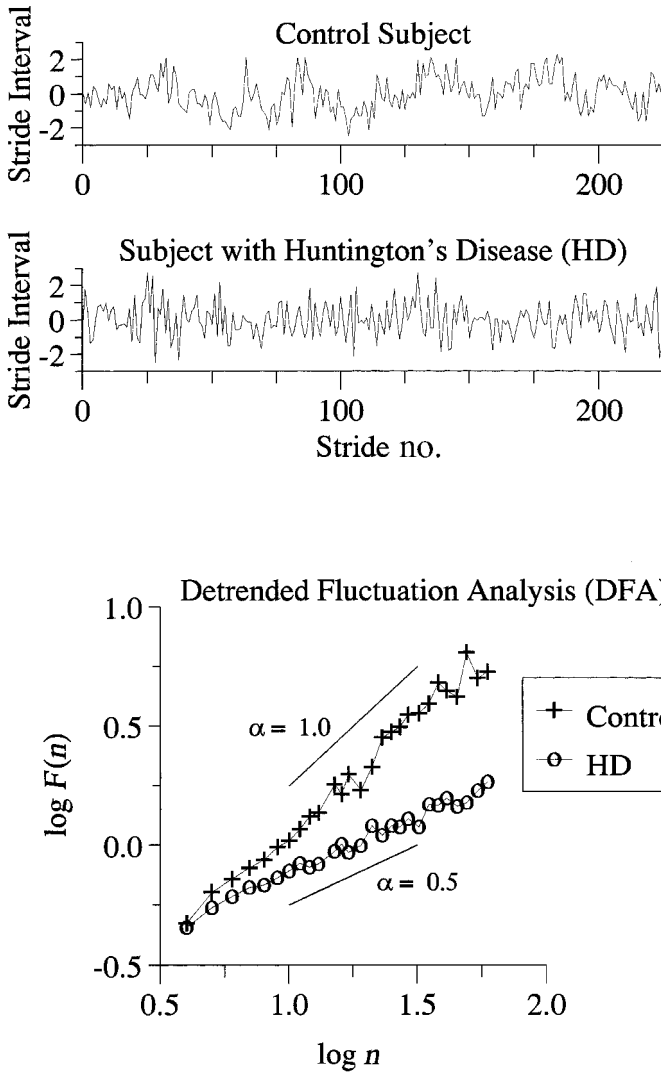 Control Subject
Stride Interval
2
0
-2
0
100
200
Subject with Huntington's Disease (HD)
Stride Interval
2
0
-2
0
100
200
Stride no.
Detrended Fluctuation Analysis (DFA)
log F(n)
1.0
0.5
0.0
-0.5
α = 1.0
α = 0.5
Contro
HD
0.5
1.0
1.5
2.0
log n